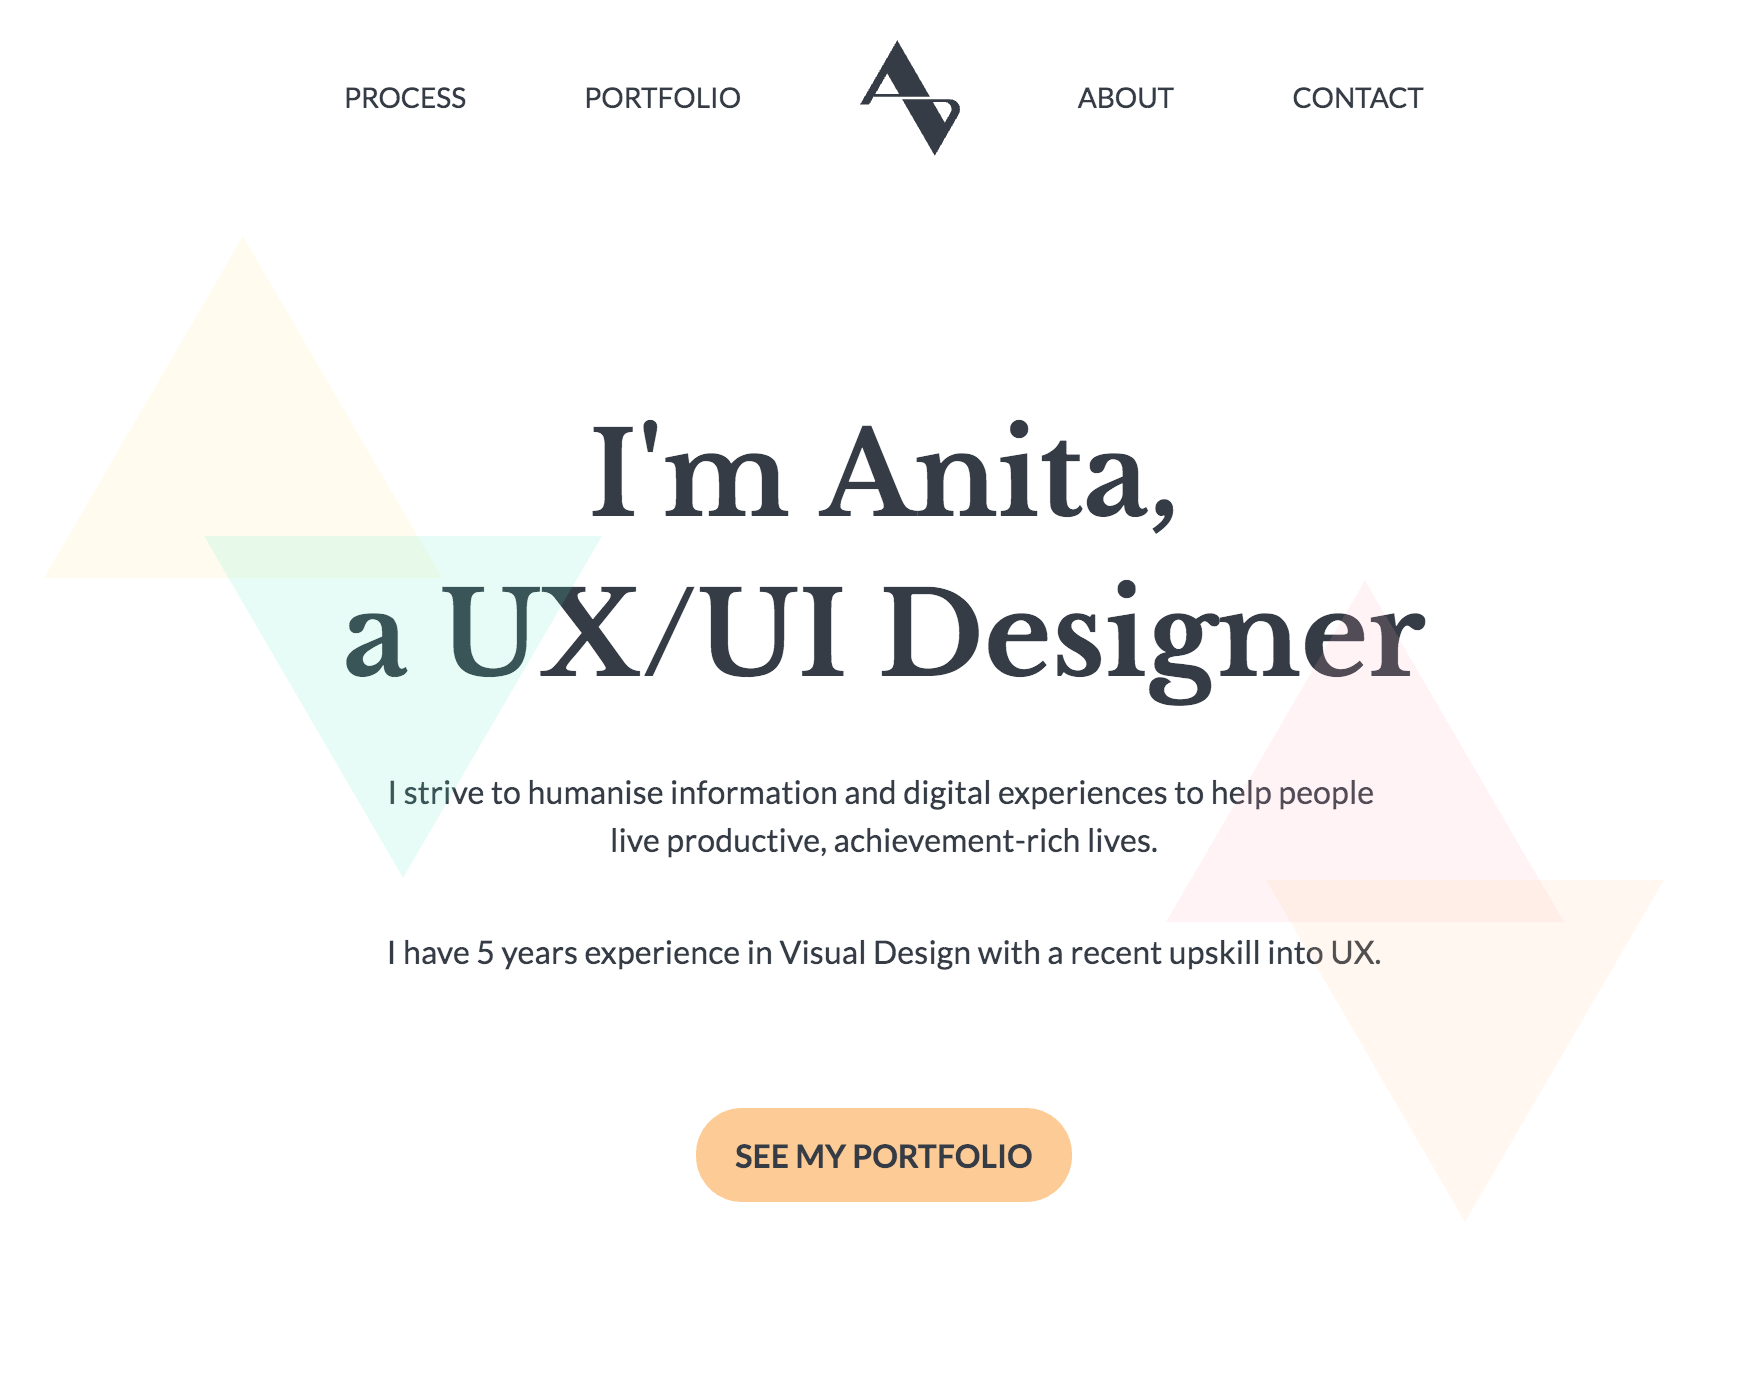 PROCESS PORTFOLIO ABOUT CONTACT
I'm Anita,
a UX/UI Designer
I strive to humanise information and digital experiences to help people
live productive, achievement-rich lives.
I have 5 years experience in Visual Design with a recent upskill into UX.
SEE MY PORTFOLIO